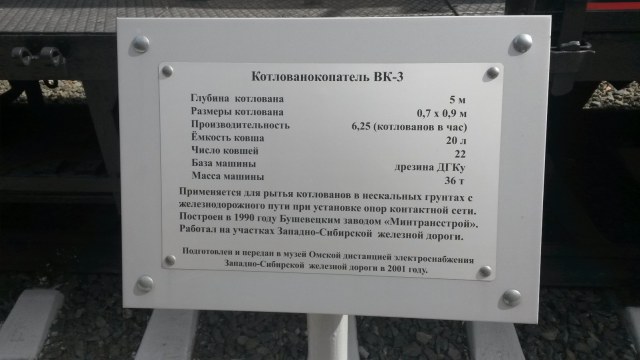 Котлованокопатель ВК-3
Глубина котлована 5 м
Размеры котлована 0,7 х 0,9 м
Производительность 6,25 (котлованов в час)
Ёмкость ковша 20 л
Число ковшей 22
База машины дрезина ДГКу
Масса машины 36 т
Применяется для рытья котлованов в нескальных грунтах с
железнодорожного пути при установке опор контактной сети.
Построен в 1990 году Бушевецким заводом «Минтрансстрой».
Работал на участках Западно-Сибирской железной дороги.
Подготовлен и передан в музей Омской дистанцией электроснабжения
Западно-Сибирской железной дороги в 2001 году.